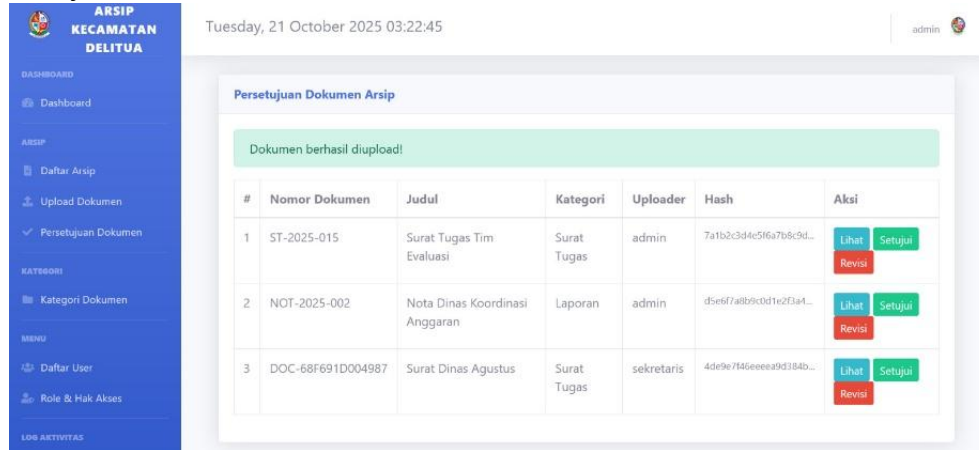 ARSIP
KECAMATAN
DELITUA
Tuesday, 21 October 2025 03:22:45
admin
DASHBOARD
Dashboard
ARSIP
Daftar Arsip
Upload Dokumen
Persetujuan Dokumen
KATEGORI
Kategori Dokumen
MENU
Daftar User
Role & Hak Akses
LOG AKTIVITAS
Persetujuan Dokumen Arsip
Dokumen berhasil diupload!
# Nomor Dokumen Judul Kategori Uploader Hash Aksi
1 ST-2025-015 Surat Tugas Tim Surat admin 7a1b2c3d4e5f6a7b8c9d... Lihat Setujui
Evaluasi Tugas Revisi
2 NOT-2025-002 Nota Dinas Koordinasi Laporan admin d5e6f7a8b9c0d1e2f3a4... Lihat Setujui
Anggaran Revisi
3 DOC-68F691D004987 Surat Dinas Agustus Surat sekretaris 4de9e7f46eeeea9d384b... Lihat Setujui
Tugas Revisi